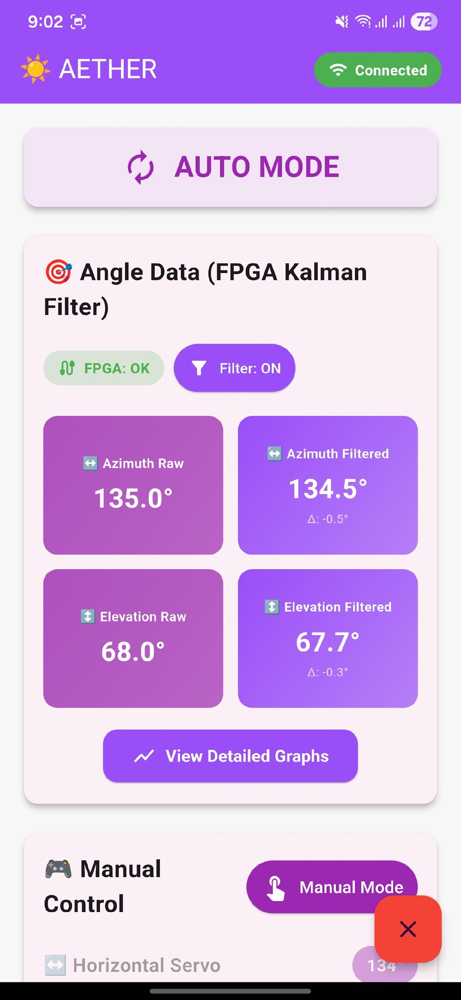 9:02
72
AETHER
Connected
AUTO MODE
Angle Data (FPGA Kalman
Filter)
FPGA: OK
Filter: ON
Azimuth Raw
135.0°
Azimuth Filtered
134.5°
Δ: -0.5°
Elevation Raw
68.0°
Elevation Filtered
67.7°
Δ: -0.3°
View Detailed Graphs
Manual
Control
Manual Mode
Horizontal Servo
134°